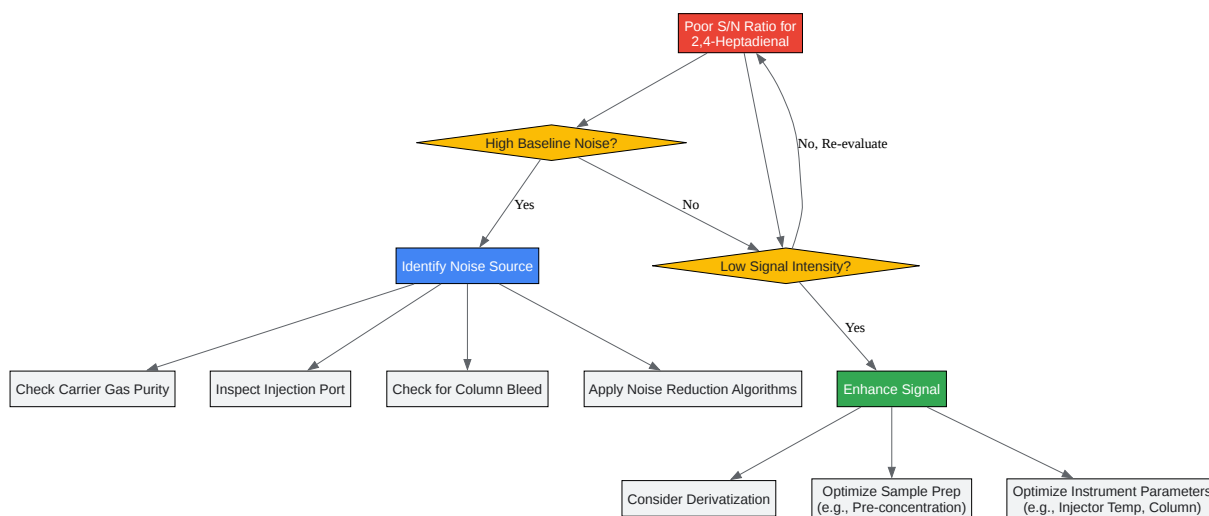 Poor S/N Ratio for
2,4-Heptadienal
High Baseline Noise?
No, Re-evaluate
Yes
No
Identify Noise Source
Low Signal Intensity?
Yes
Check Carrier Gas Purity
Inspect Injection Port
Check for Column Bleed
Apply Noise Reduction Algorithms
Enhance Signal
Consider Derivatization
Optimize Sample Prep
(e.g., Pre-concentration)
Optimize Instrument Parameters
(e.g., Injector Temp, Column)